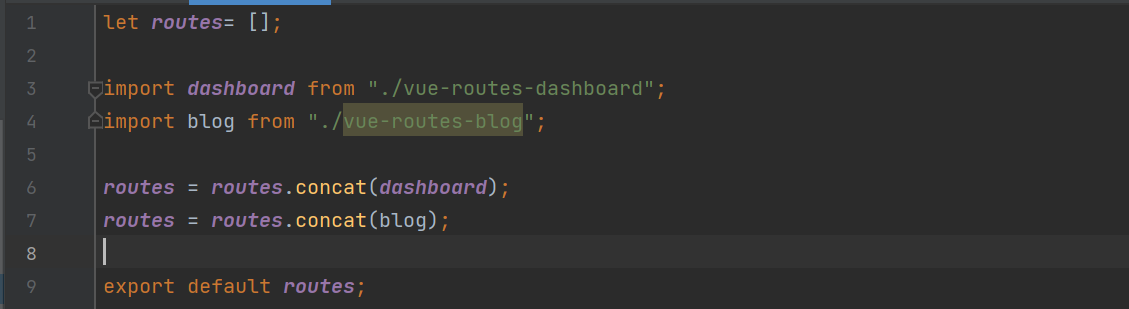 1 let routes= [];
2
3 import dashboard from "./vue-routes-dashboard";
4 import blog from "./vue-routes-blog";
5
6 routes = routes.concat(dashboard);
7 routes = routes.concat(blog);
8
9 export default routes;